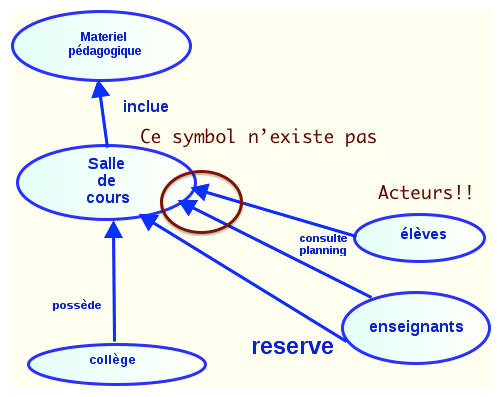 Materiel
pédagogique
inclue
Ce symbol n'existe pas
Salle
de
cours
Acteurs!!
élèves
consulte
planning
possède
enseignants
reserve
collège